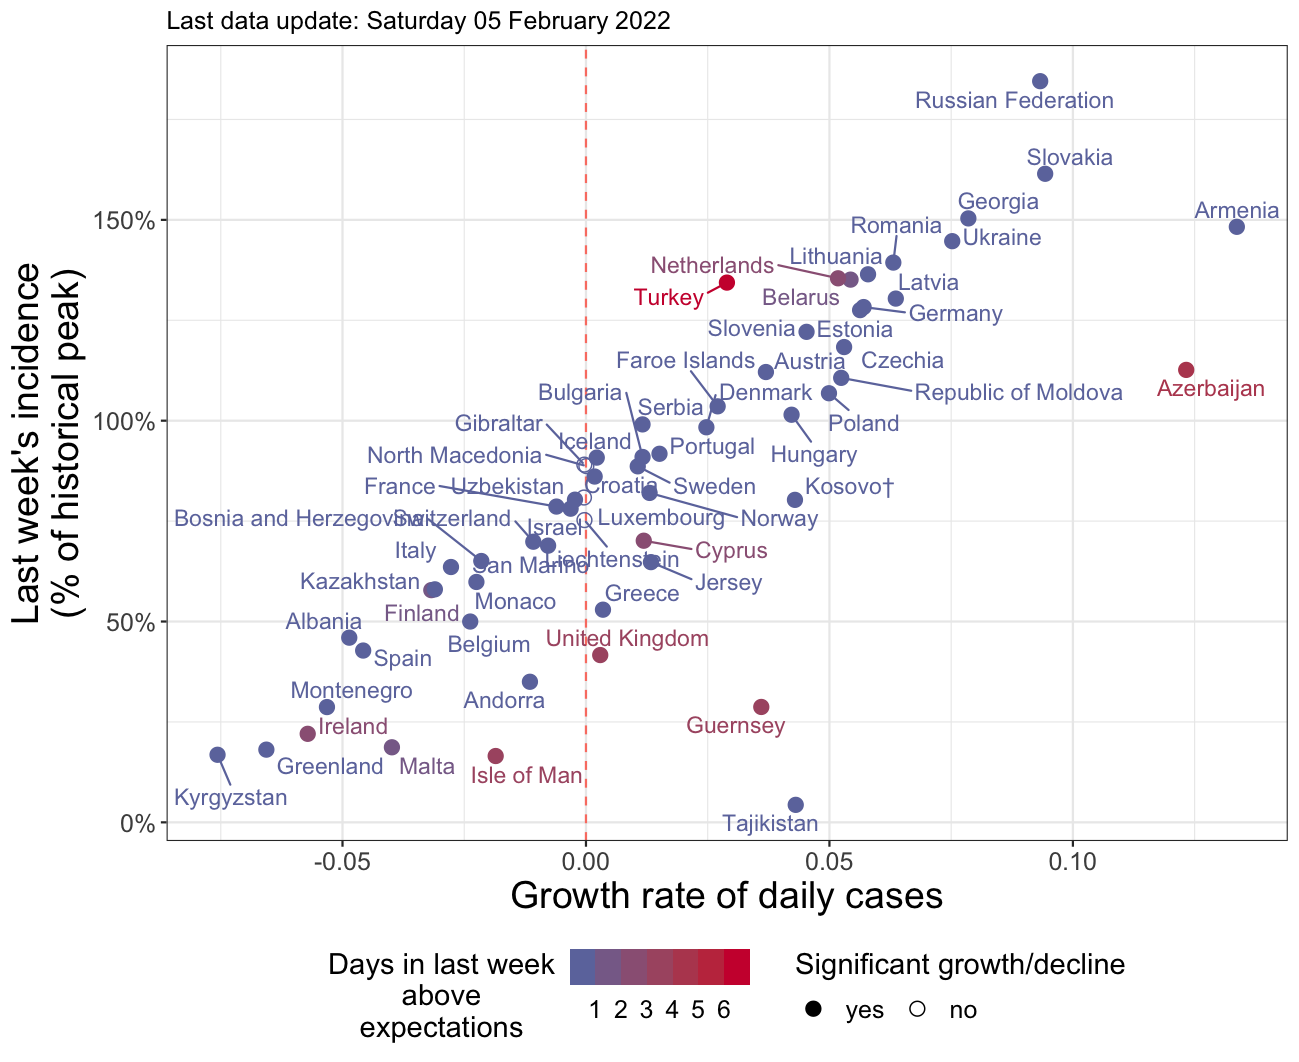 Last data update: Saturday 05 February 2022
Last week's incidence
(% of historical peak)
150%
100%
50%
0%
Russian Federation
Slovakia
Georgia
Armenia
Romania
Ukraine
Lithuania
Netherlands
Latvia
Turkey
Belarus
Germany
Slovenia
Estonia
Faroe Islands
Austria
Czechia
Azerbaijan
Bulgaria
Denmark
Republic of Moldova
Serbia
Gibraltar
Poland
Iceland
Portugal
North Macedonia
Hungary
France
Uzbekistan
Croatia
Sweden
Kosovo†
Bosnia and Herzegovina
Switzerland
Luxembourg
Norway
Israel
Italy
Cyprus
San Marino
Liechtenstein
Kazakhstan
Jersey
Monaco
Greece
Finland
Albania
United Kingdom
Belgium
Spain
Montenegro
Andorra
Ireland
Guernsey
Greenland
Malta
Isle of Man
Kyrgyzstan
Tajikistan
-0.05
0.00
0.05
0.10
Growth rate of daily cases
Days in last week
above
expectations
1 2 3 4 5 6
Significant growth/decline
yes
no